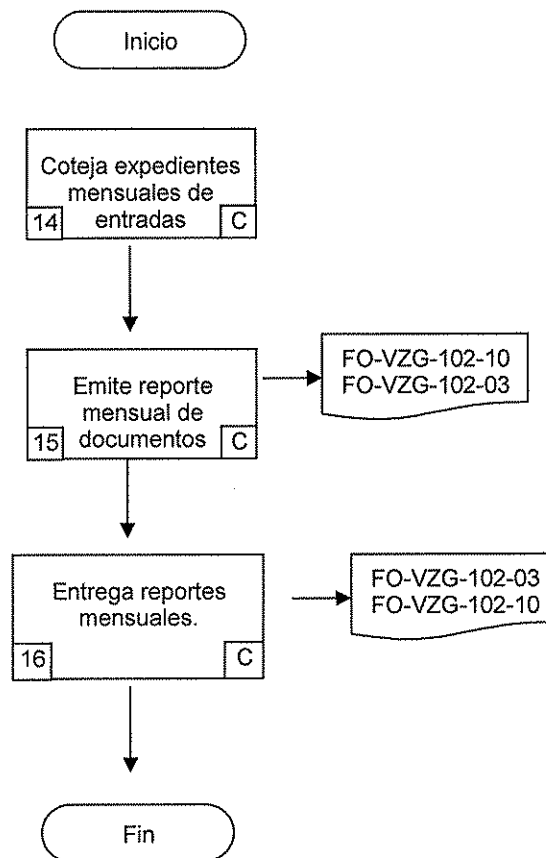 Inicio
Coteja expedientes
mensuales de
entradas
14
C
Emite reporte
mensual de
documentos
15
C
FO-VZG-102-10
FO-VZG-102-03
Entrega reportes
mensuales.
16
C
FO-VZG-102-03
FO-VZG-102-10
Fin